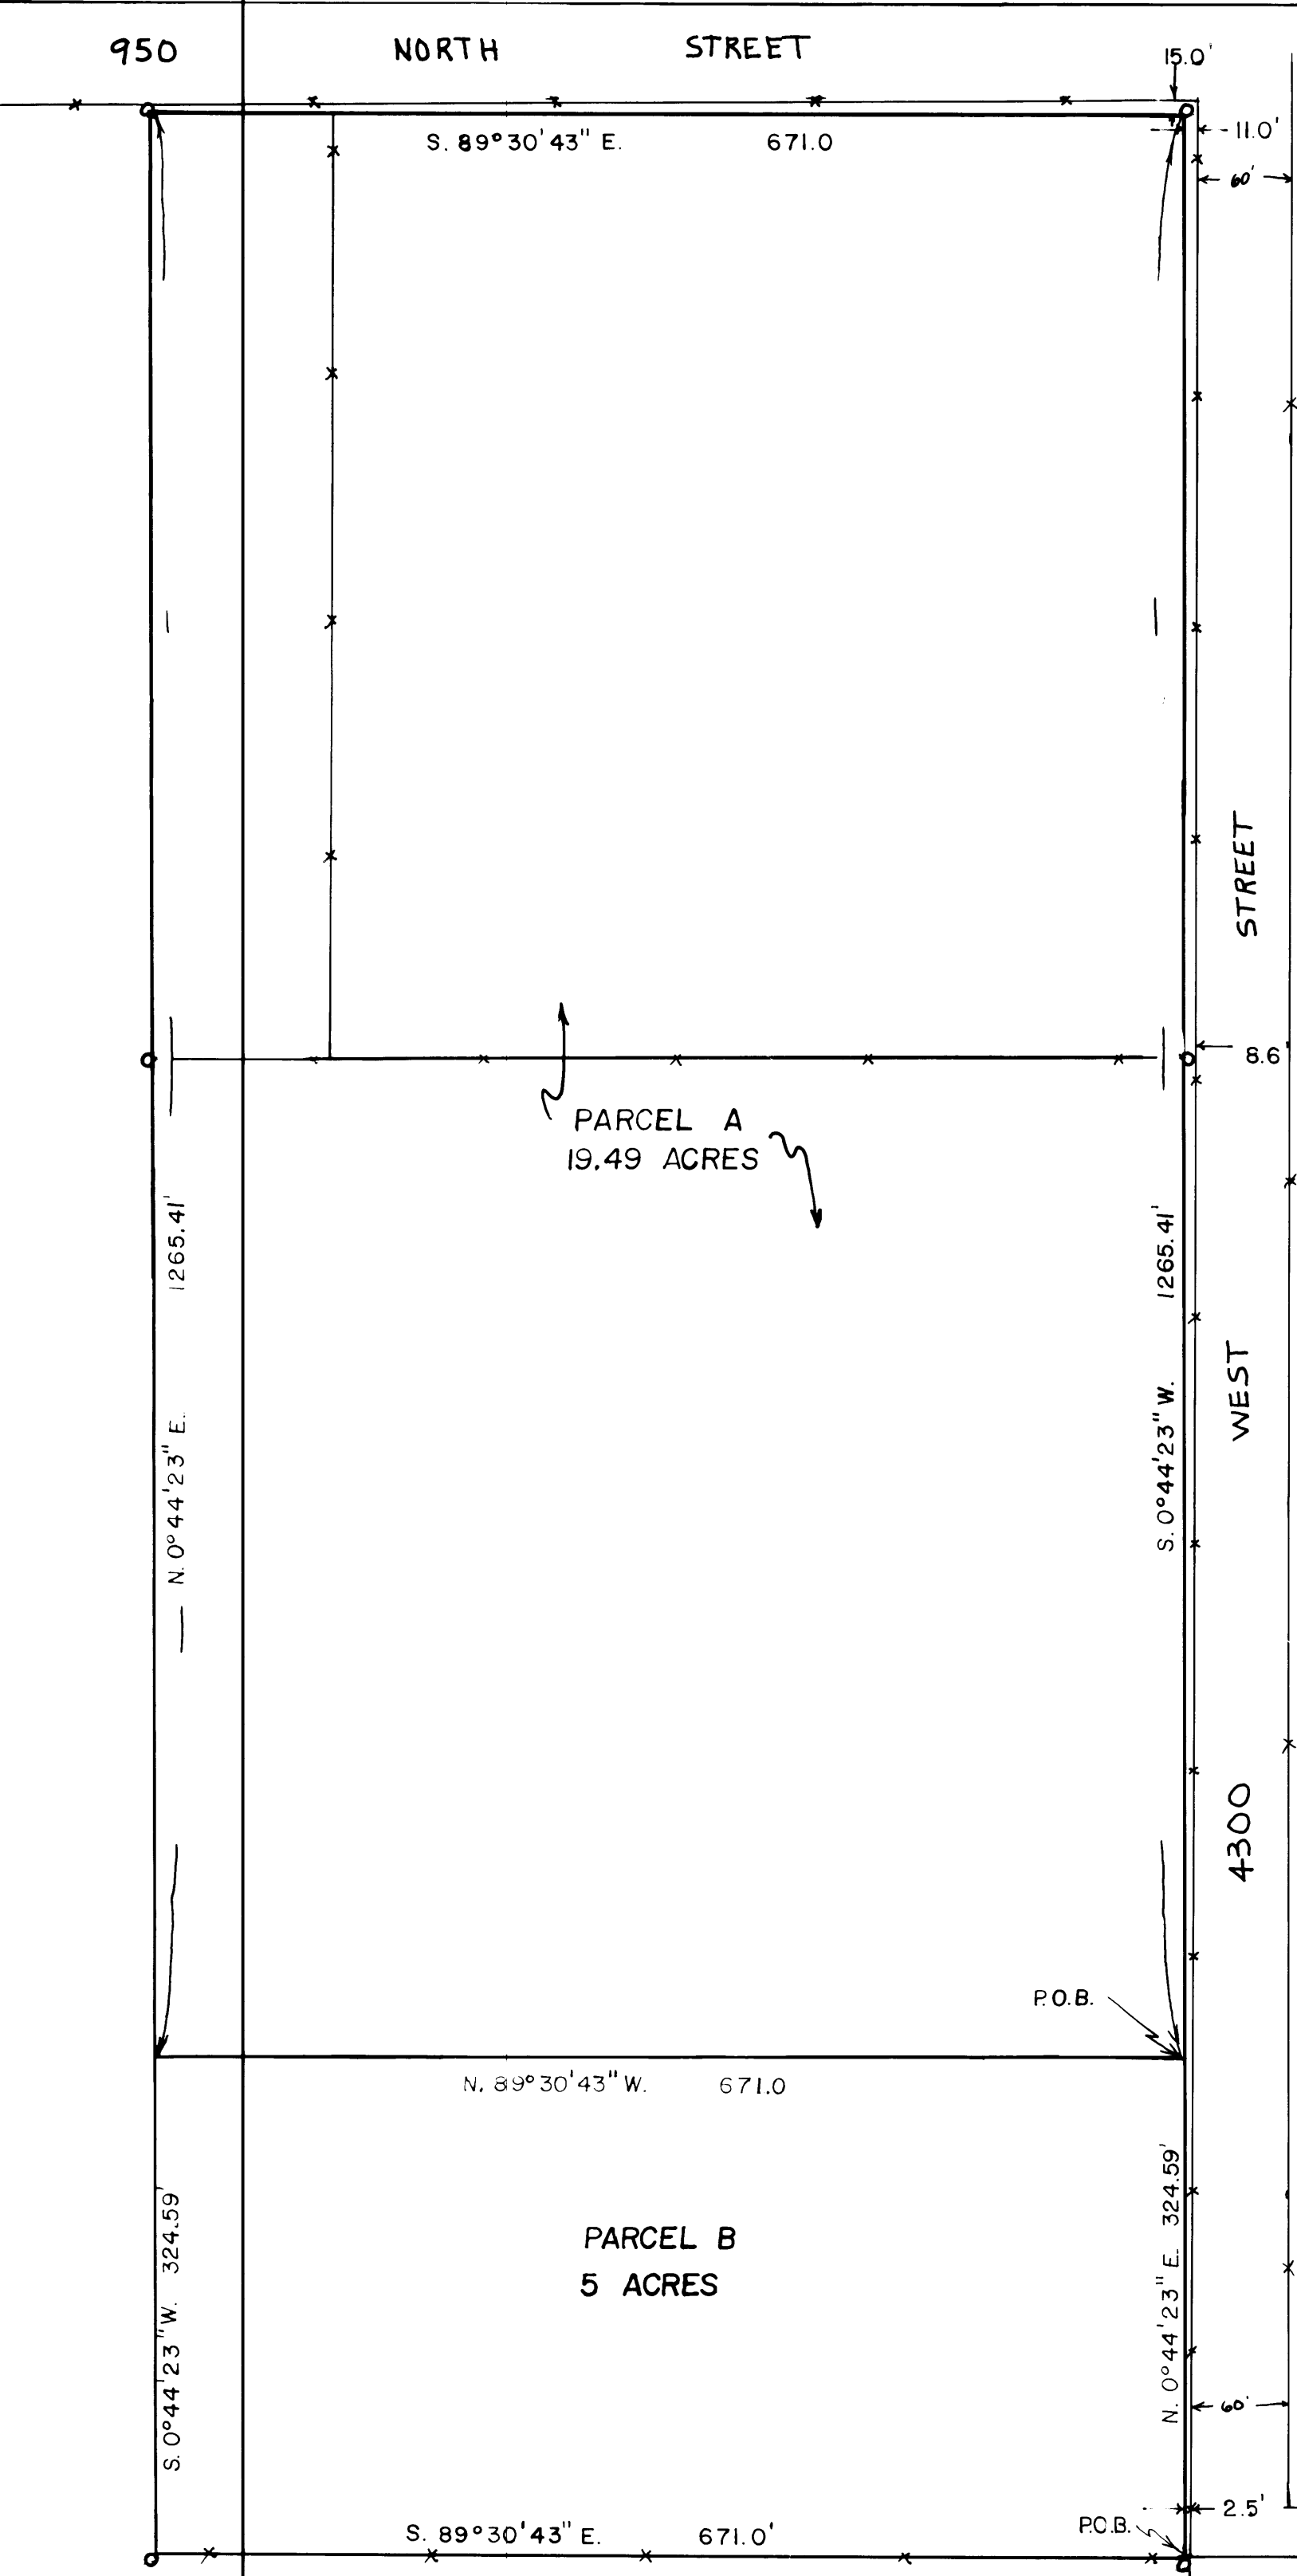 950 NORTH STREET
15.0'
S. 89°30'43" E. 671.0
11.0'
60'
STREET
8.6'
PARCEL A
19.49 ACRES
1265.41'
N. 0°44'23" E.
1265.41'
S. 0°44'23" W.
WEST
4300
P.O.B.
N. 89°30'43" W. 671.0
S. 0°44'23" W. 324.59'
N. 0°44'23" E. 324.59'
PARCEL B
5 ACRES
60'
2.5'
P.O.B.
S. 89°30'43" E. 671.0'